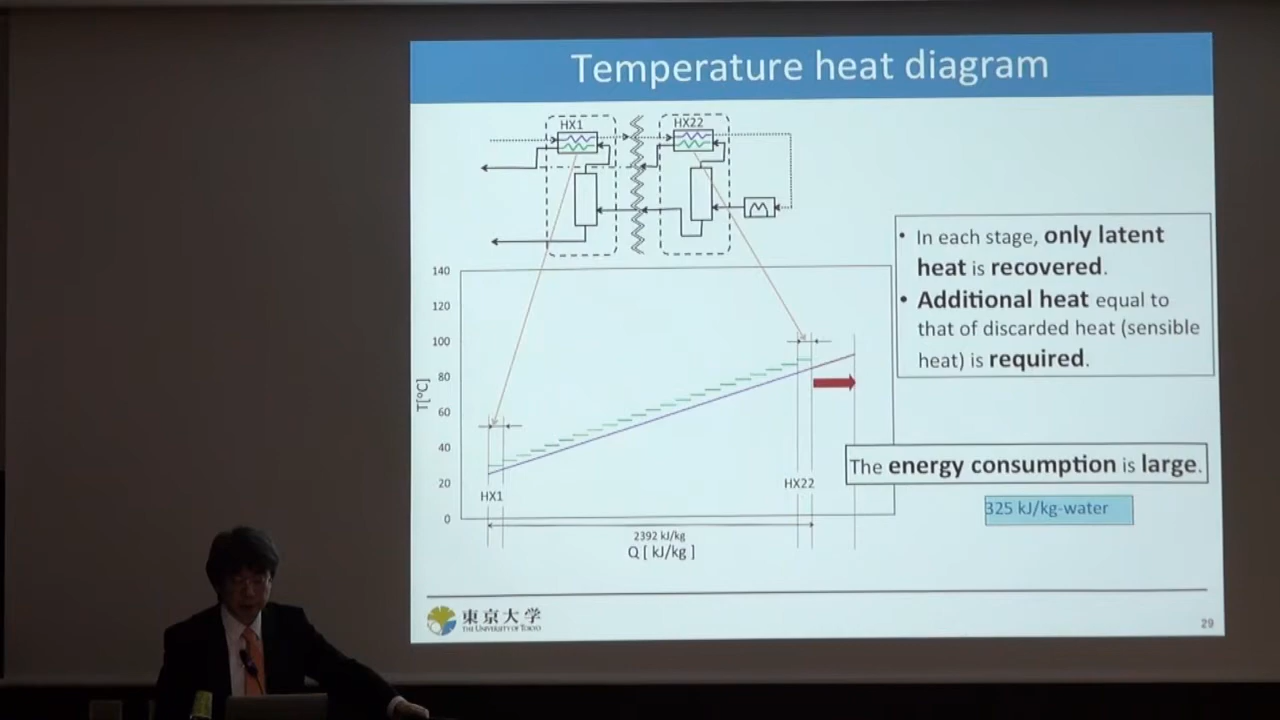 Temperature heat diagram
HX1
HX22
• In each stage, only latent
heat is recovered.
• Additional heat equal to
that of discarded heat (sensible
heat) is required.
140
120
100
80
60
40
20
0
T[°C]
HX1
HX22
2392 kJ/kg
Q [ kJ/kg ]
The energy consumption is large.
325 kJ/kg-water
東京大学
THE UNIVERSITY OF TOKYO
29